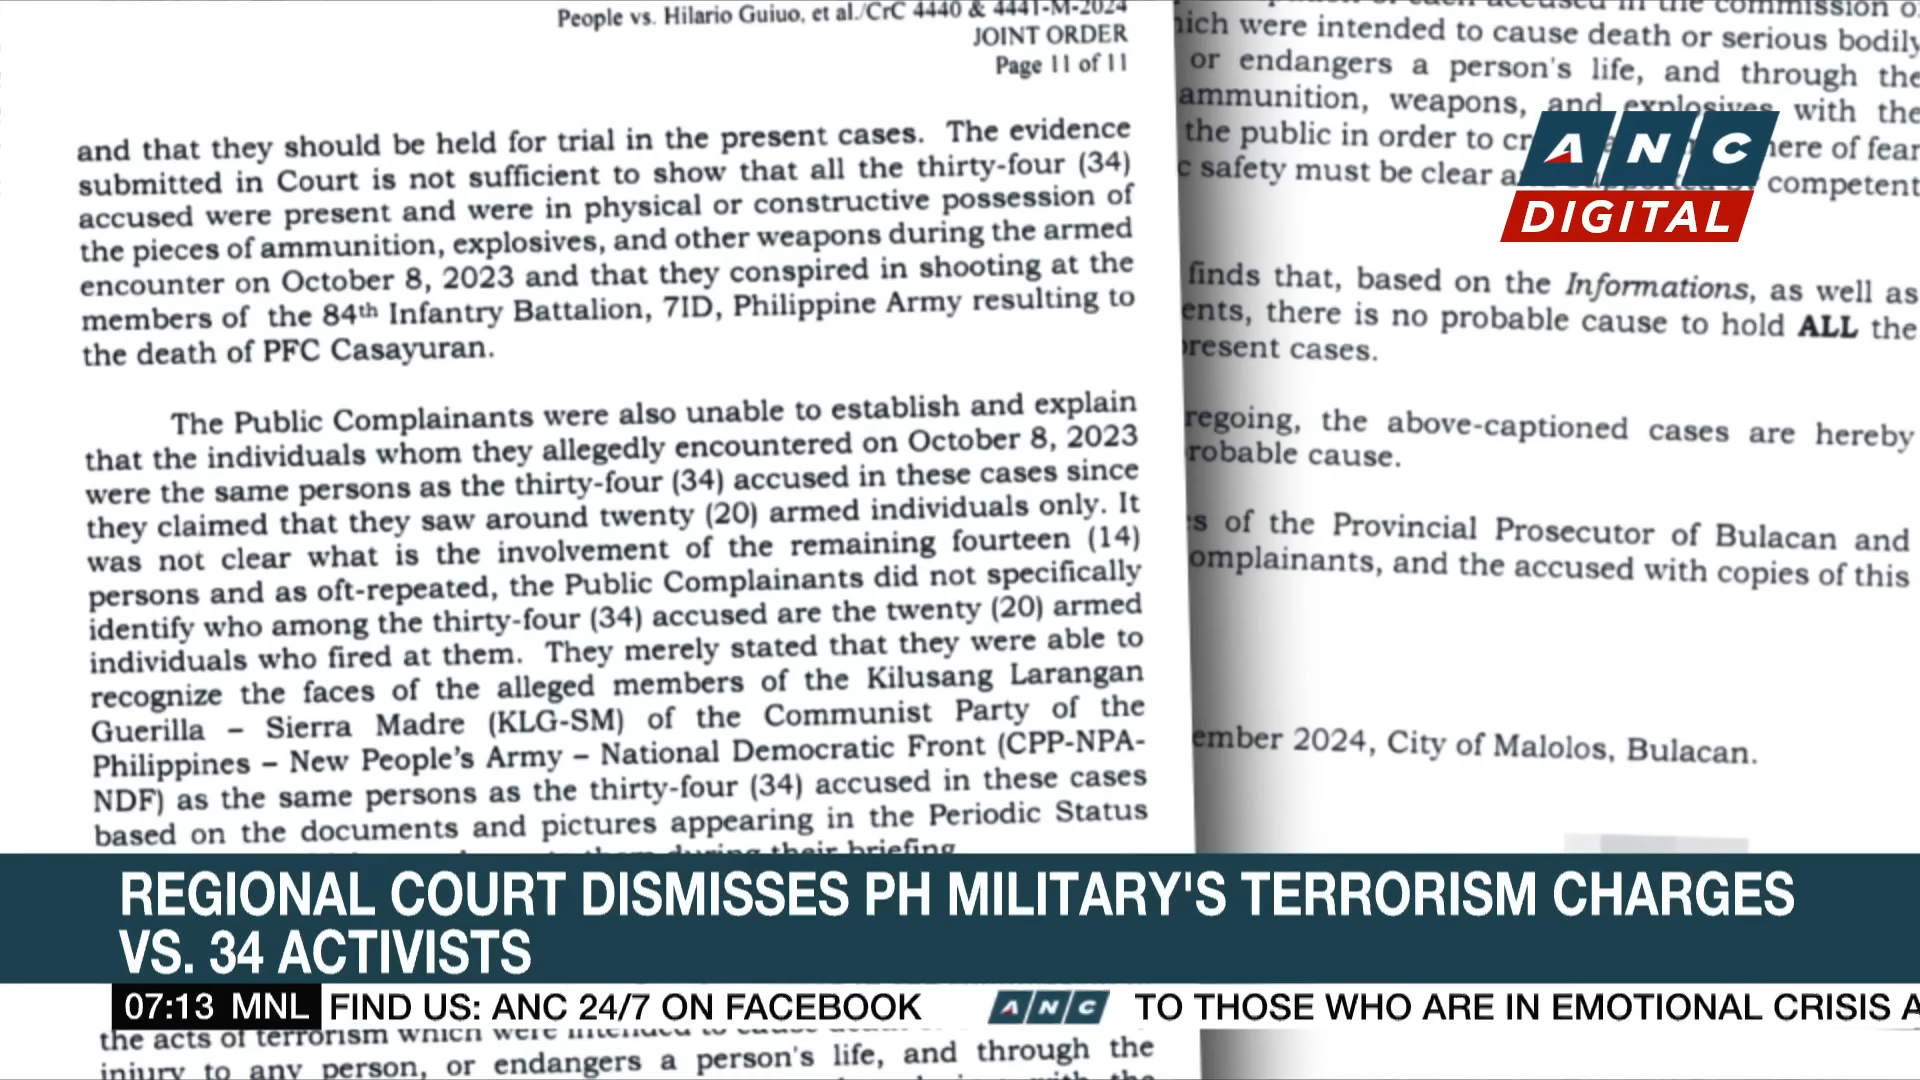 People vs. Hilario Guiuo, et al./CrC 4440 & 4441-M-2024
JOINT ORDER
Page 11 of 11
and that they should be held for trial in the present cases. The evidence
submitted in Court is not sufficient to show that all the thirty-four (34)
accused were present and were in physical or constructive possession of
the pieces of ammunition, explosives, and other weapons during the armed
encounter on October 8, 2023 and that they conspired in shooting at the
members of the 84th Infantry Battalion, 7ID, Philippine Army resulting to
the death of PFC Casayuran.
The Public Complainants were also unable to establish and explain
that the individuals whom they allegedly encountered on October 8, 2023
were the same persons as the thirty-four (34) accused in these cases since
they claimed that they saw around twenty (20) armed individuals only. It
was not clear what is the involvement of the remaining fourteen (14)
persons and as oft-repeated, the Public Complainants did not specifically
identify who among the thirty-four (34) accused are the twenty (20) armed
individuals who fired at them. They merely stated that they were able to
recognize the faces of the alleged members of the Kilusang Larangan
Guerilla – Sierra Madre (KLG-SM) of the Communist Party of the
Philippines – New People's Army – National Democratic Front (CPP-NPA-
NDF) as the same persons as the thirty-four (34) accused in these cases
based on the documents and pictures appearing in the Periodic Status
them during their briefing
the acts of terrorism which were intended to cause
injury to any person, or endangers a person's life, and through the
each accused in the commission of
which were intended to cause death or serious bodily
or endangers a person's life, and through the
ammunition, weapons, and explosives with the
the public in order to here of fear
safety must be clear and supported by competent
finds that, based on the Informations, as well as
ents, there is no probable cause to hold ALL the
present cases.
regoing, the above-captioned cases are hereby
robable cause.
s of the Provincial Prosecutor of Bulacan and
omplainants, and the accused with copies of this
ember 2024, City of Malolos, Bulacan.
ANC
DIGITAL
REGIONAL COURT DISMISSES PH MILITARY'S TERRORISM CHARGES
VS. 34 ACTIVISTS
07:13 MNL FIND US: ANC 24/7 ON FACEBOOK ANC TO THOSE WHO ARE IN EMOTIONAL CRISIS A